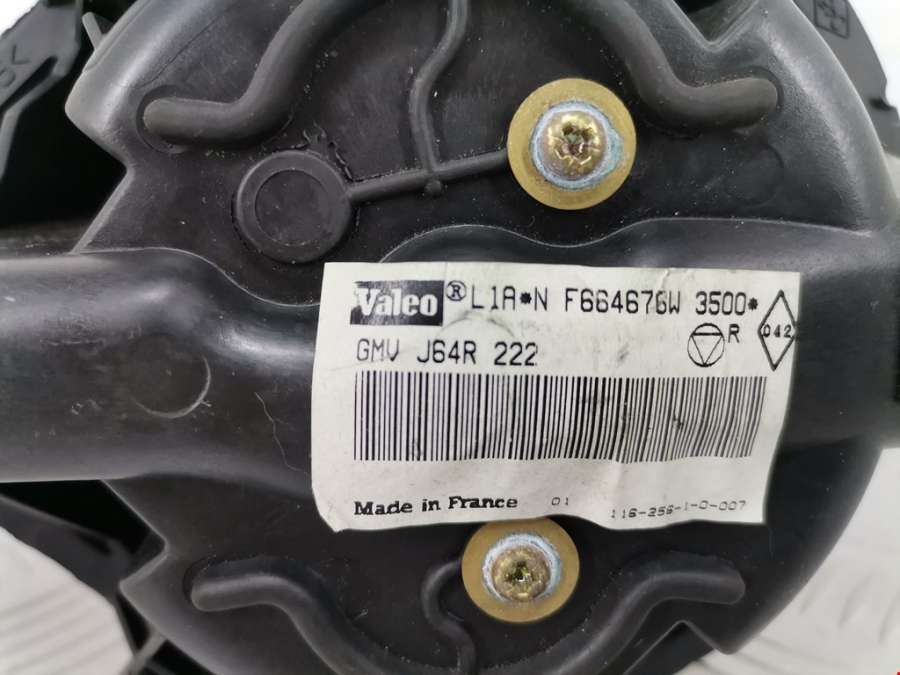 Valeo® L1A*N F664676W 3500*
GMV J64R 222
R
042
Made in France 01 116-256-1-0-007